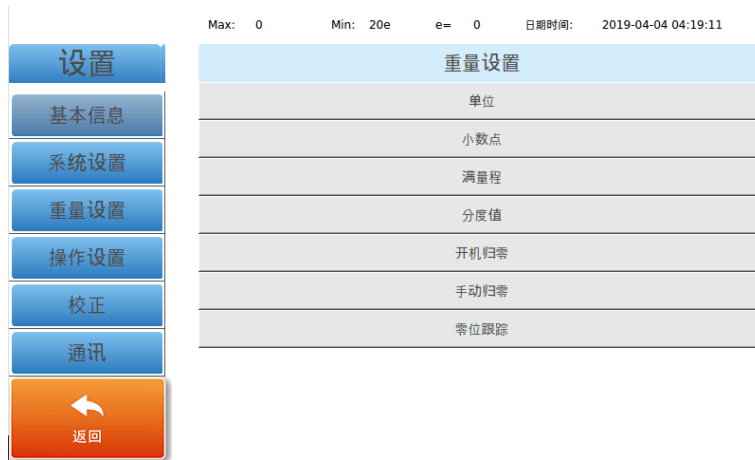 Max: 0 Min: 20e e= 0 日期时间: 2019-04-04 04:19:11
设置
基本信息
系统设置
重量设置
操作设置
校正
通讯
返回
重量设置
单位
小数点
满量程
分度值
开机归零
手动归零
零位跟踪